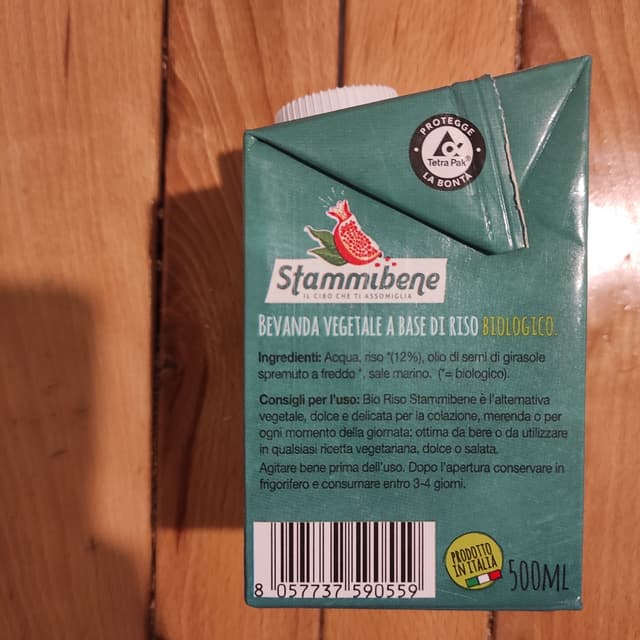 PROTEGGE
Tetra Pak®
LA BONTÀ
Stammibene
IL CIBO CHE TI ASSOMIGLIA
BEVANDA VEGETALE A BASE DI RISO BIOLOGICO.
Ingredienti: Acqua, riso *(12%), olio di semi di girasole
spremuto a freddo *, sale marino. (*= biologico).
Consigli per l'uso: Bio Riso Stammibene è l'alternativa
vegetale, dolce e delicata per la colazione, merenda o per
ogni momento della giornata: ottima da bere o da utilizzare
in qualsiasi ricetta vegetariana, dolce o salata.
Agitare bene prima dell'uso. Dopo l'apertura conservare in
frigorifero e consumare entro 3-4 giorni.
8 057737 590559
PRODOTTO
IN ITALIA
500ML